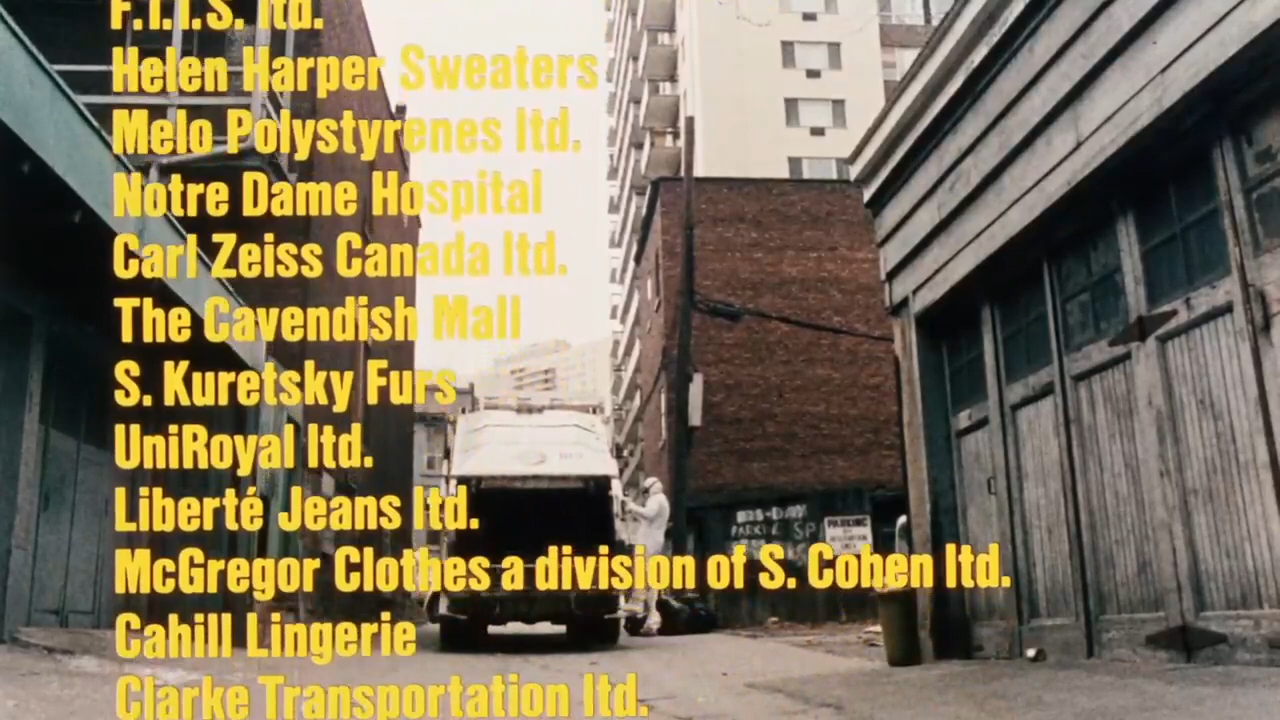 F.T.T.S. ltd.
Helen Harper Sweaters
Melo Polystyrenes ltd.
Notre Dame Hospital
Carl Zeiss Canada ltd.
The Cavendish Mall
S. Kuretsky Furs
UniRoyal ltd.
Liberté Jeans ltd.
McGregor Clothes a division of S. Cohen ltd.
Cahill Lingerie
Clarke Transportation ltd.
PARKING